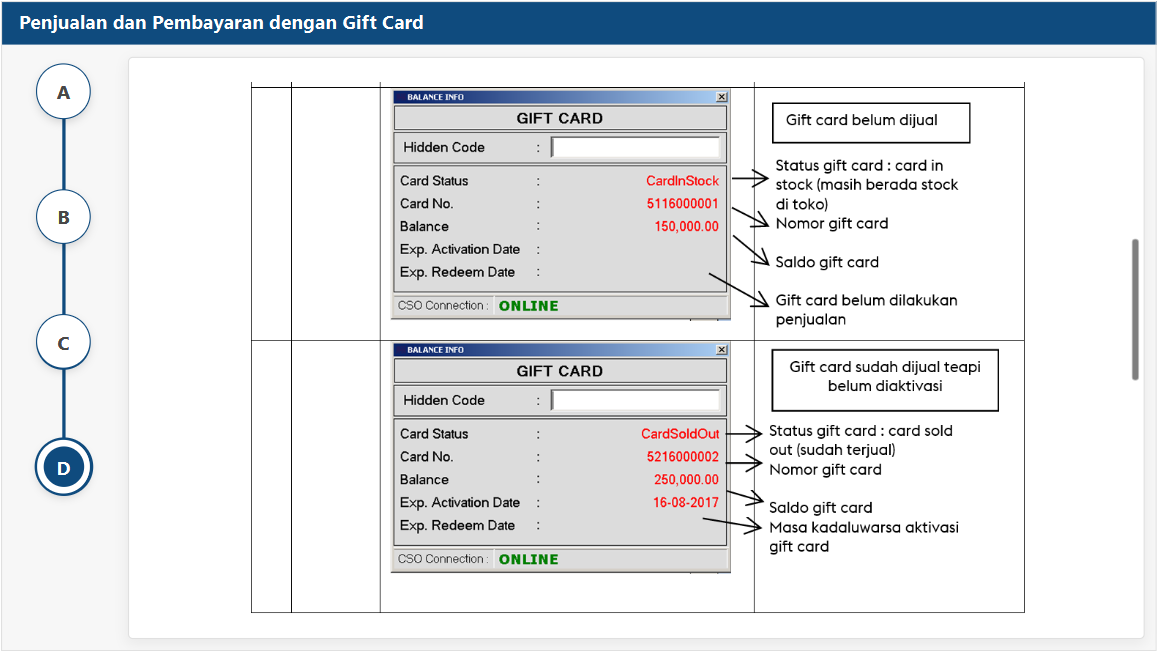 Penjualan dan Pembayaran dengan Gift Card
A
B
C
D
BALANCE INFO
GIFT CARD
Hidden Code :
Card Status : CardInStock
Card No. : 5116000001
Balance : 150,000.00
Exp. Activation Date :
Exp. Redeem Date :
CSO Connection : ONLINE
Gift card belum dijual
Status gift card : card in
stock (masih berada stock
di toko)
Nomor gift card
Saldo gift card
Gift card belum dilakukan
penjualan
BALANCE INFO
GIFT CARD
Hidden Code :
Card Status : CardSoldOut
Card No. : 5216000002
Balance : 250,000.00
Exp. Activation Date : 16-08-2017
Exp. Redeem Date :
CSO Connection : ONLINE
Gift card sudah dijual teapi
belum diaktivasi
Status gift card : card sold
out (sudah terjual)
Nomor gift card
Saldo gift card
Masa kadaluwarsa aktivasi
gift card